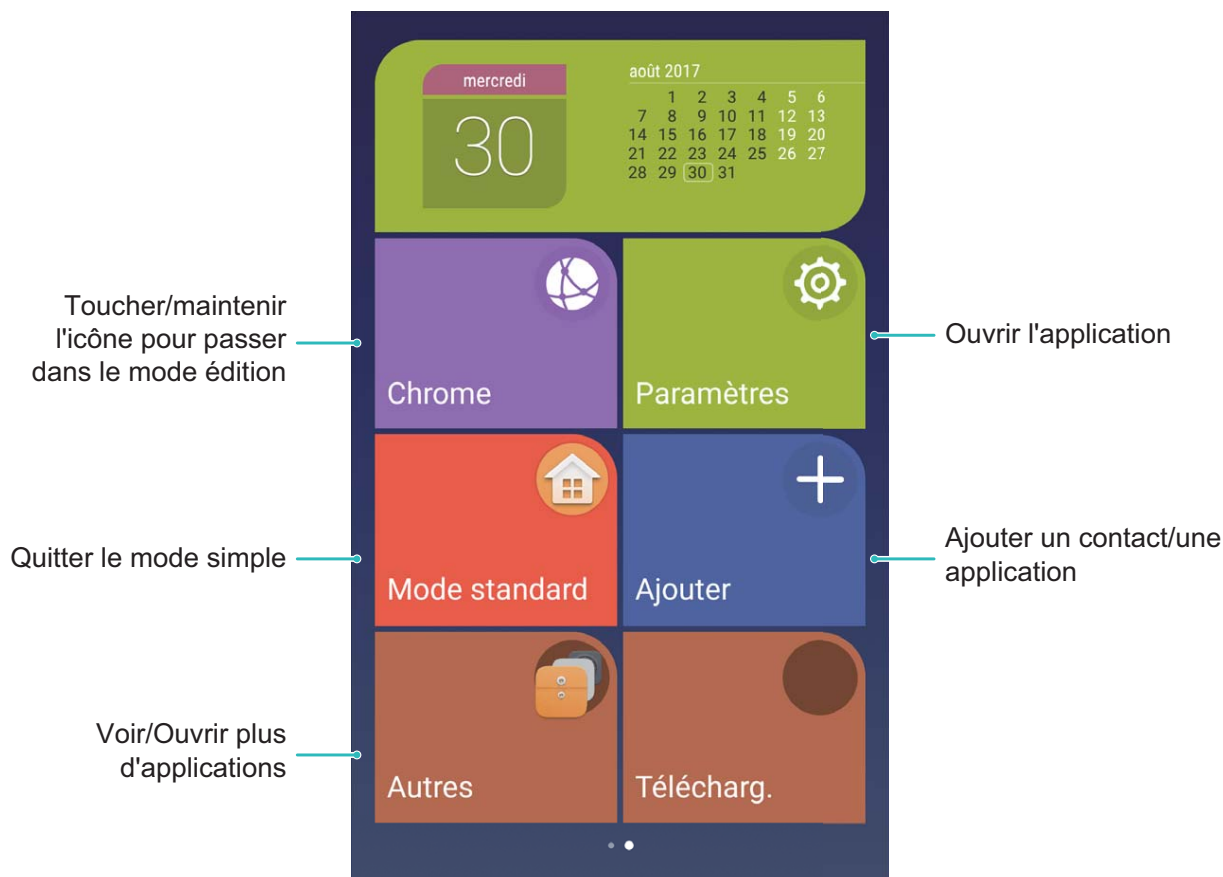 mercredi
30
août 2017
1 2 3 4 5 6
7 8 9 10 11 12 13
14 15 16 17 18 19 20
21 22 23 24 25 26 27
28 29 30 31
Toucher/maintenir
l'icône pour passer
dans le mode édition
Chrome
Paramètres
Ouvrir l'application
Quitter le mode simple
Mode standard
Ajouter
Ajouter un contact/une
application
Voir/Ouvrir plus
d'applications
Autres
Télécharg.